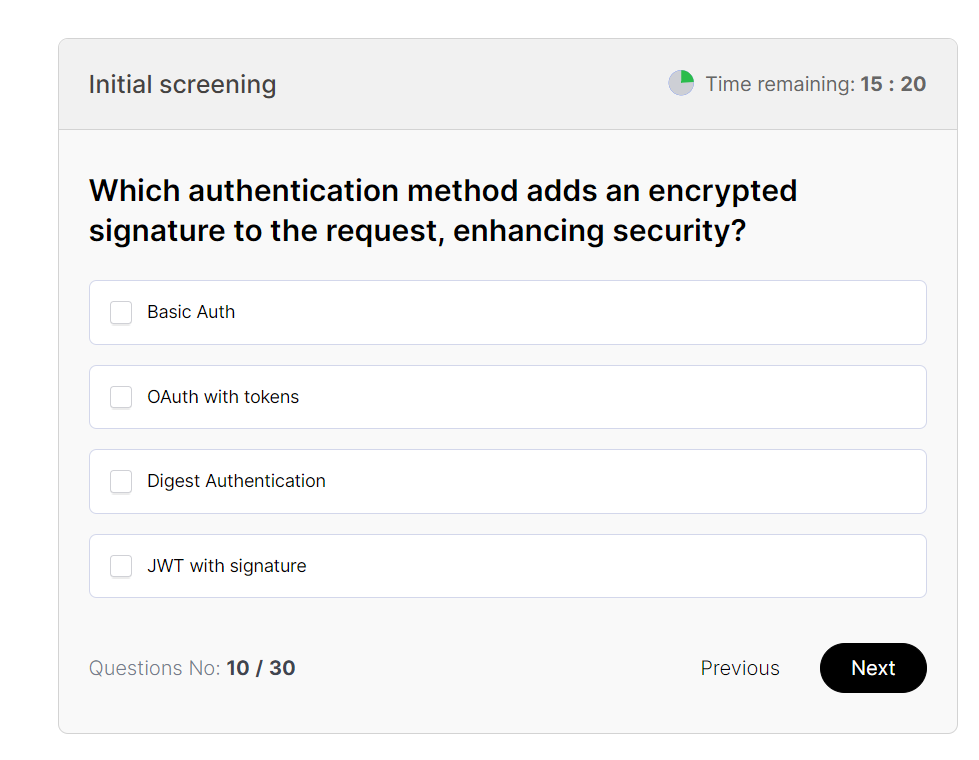 Initial screening
Time remaining: 15 : 20
Which authentication method adds an encrypted
signature to the request, enhancing security?
Basic Auth
OAuth with tokens
Digest Authentication
JWT with signature
Questions No: 10 / 30
Previous
Next